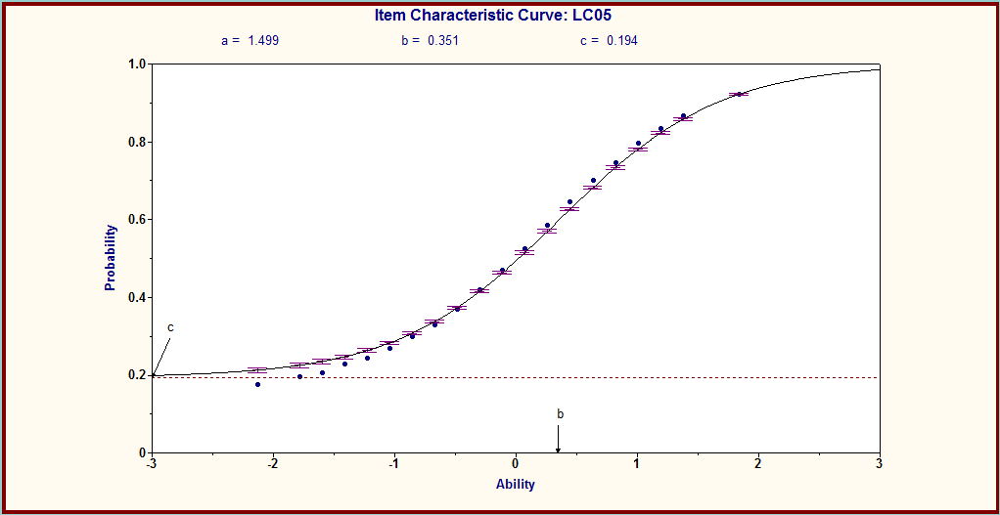 Item Characteristic Curve: LC05
a = 1.499 b = 0.351 c = 0.194
1.0
0.8
0.6
0.4
0.2
0
Probability
c
b
-3 -2 -1 0 1 2 3
Ability